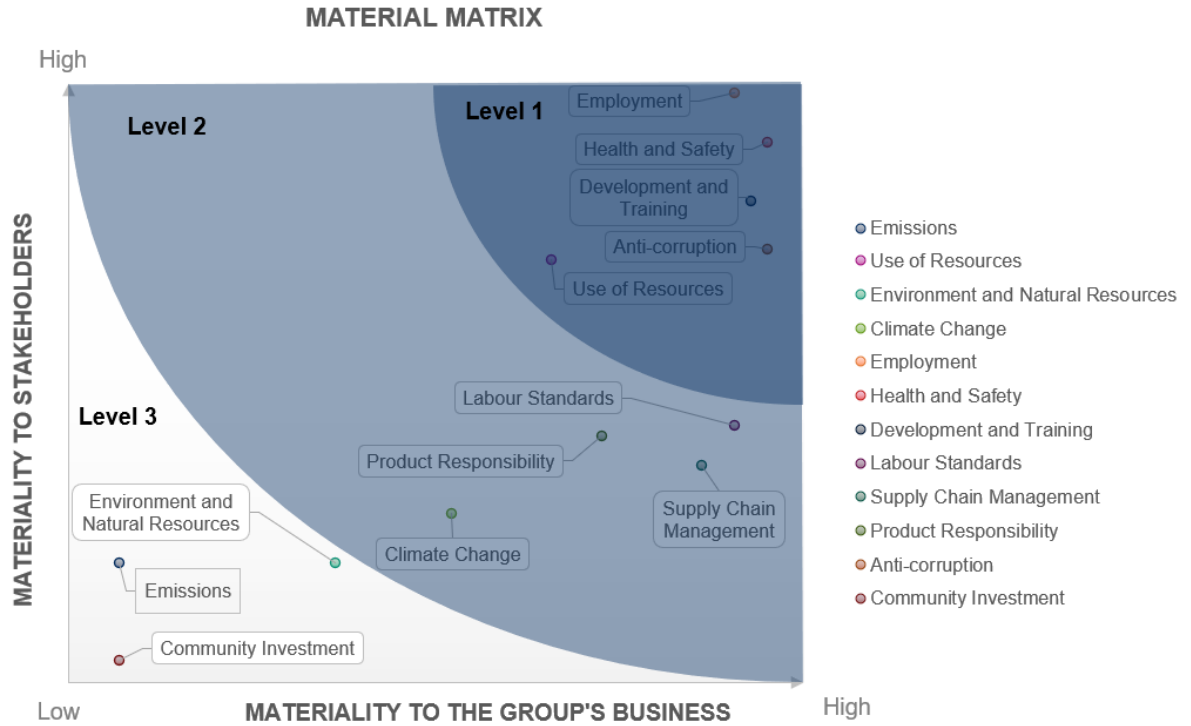 MATERIAL MATRIX
High
Level 1
Employment
Level 2
Health and Safety
Development and
Training
Anti-corruption
Use of Resources
MATERIALITY TO STAKEHOLDERS
Labour Standards
Level 3
Product Responsibility
Environment and
Natural Resources
Supply Chain
Management
Climate Change
Emissions
Community Investment
Low
MATERIALITY TO THE GROUP'S BUSINESS
High
Emissions
Use of Resources
Environment and Natural Resources
Climate Change
Employment
Health and Safety
Development and Training
Labour Standards
Supply Chain Management
Product Responsibility
Anti-corruption
Community Investment